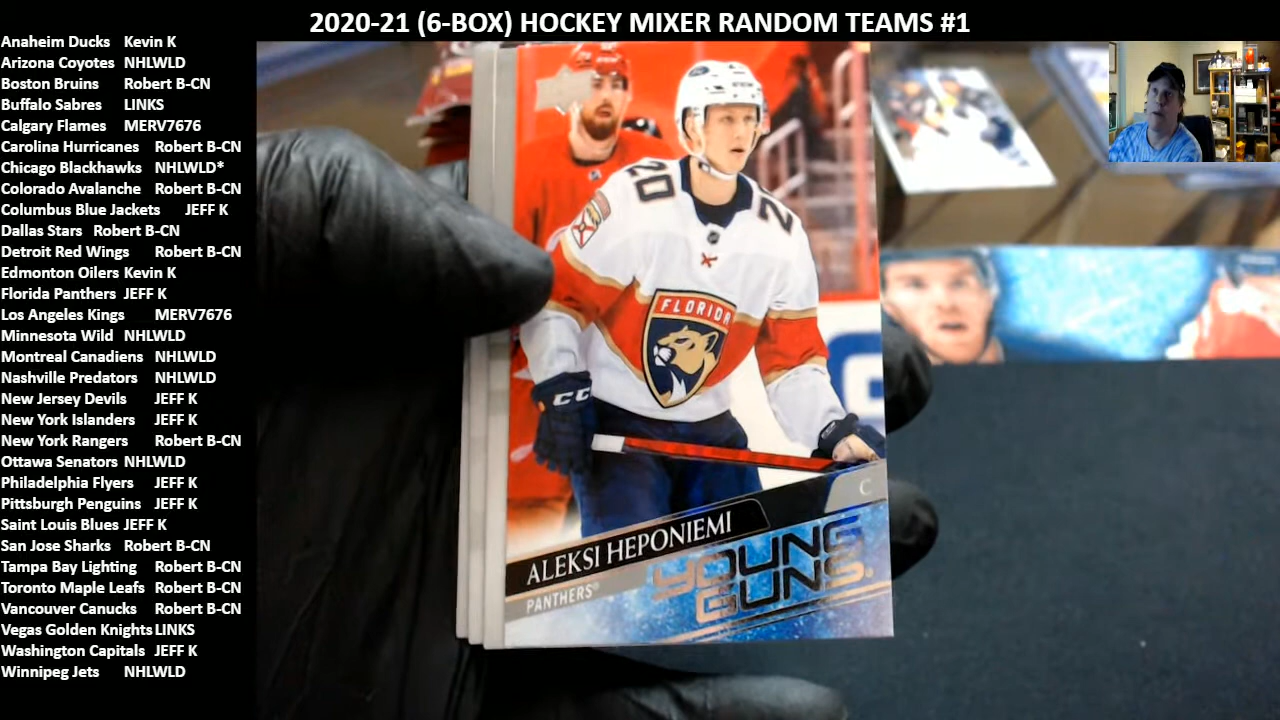 2020-21 (6-BOX) HOCKEY MIXER RANDOM TEAMS #1
Anaheim Ducks Kevin K
Arizona Coyotes NHLWLD
Boston Bruins Robert B-CN
Buffalo Sabres LINKS
Calgary Flames MERV7676
Carolina Hurricanes Robert B-CN
Chicago Blackhawks NHLWLD*
Colorado Avalanche Robert B-CN
Columbus Blue Jackets JEFF K
Dallas Stars Robert B-CN
Detroit Red Wings Robert B-CN
Edmonton Oilers Kevin K
Florida Panthers JEFF K
Los Angeles Kings MERV7676
Minnesota Wild NHLWLD
Montreal Canadiens NHLWLD
Nashville Predators NHLWLD
New Jersey Devils JEFF K
New York Islanders JEFF K
New York Rangers Robert B-CN
Ottawa Senators NHLWLD
Philadelphia Flyers JEFF K
Pittsburgh Penguins JEFF K
Saint Louis Blues JEFF K
San Jose Sharks Robert B-CN
Tampa Bay Lighting Robert B-CN
Toronto Maple Leafs Robert B-CN
Vancouver Canucks Robert B-CN
Vegas Golden Knights LINKS
Washington Capitals JEFF K
Winnipeg Jets NHLWLD
20
2
FLORIDA
CC
C
ALEKSI HEPONIEMI
PANTHERS®
YOUNG
GUNS.